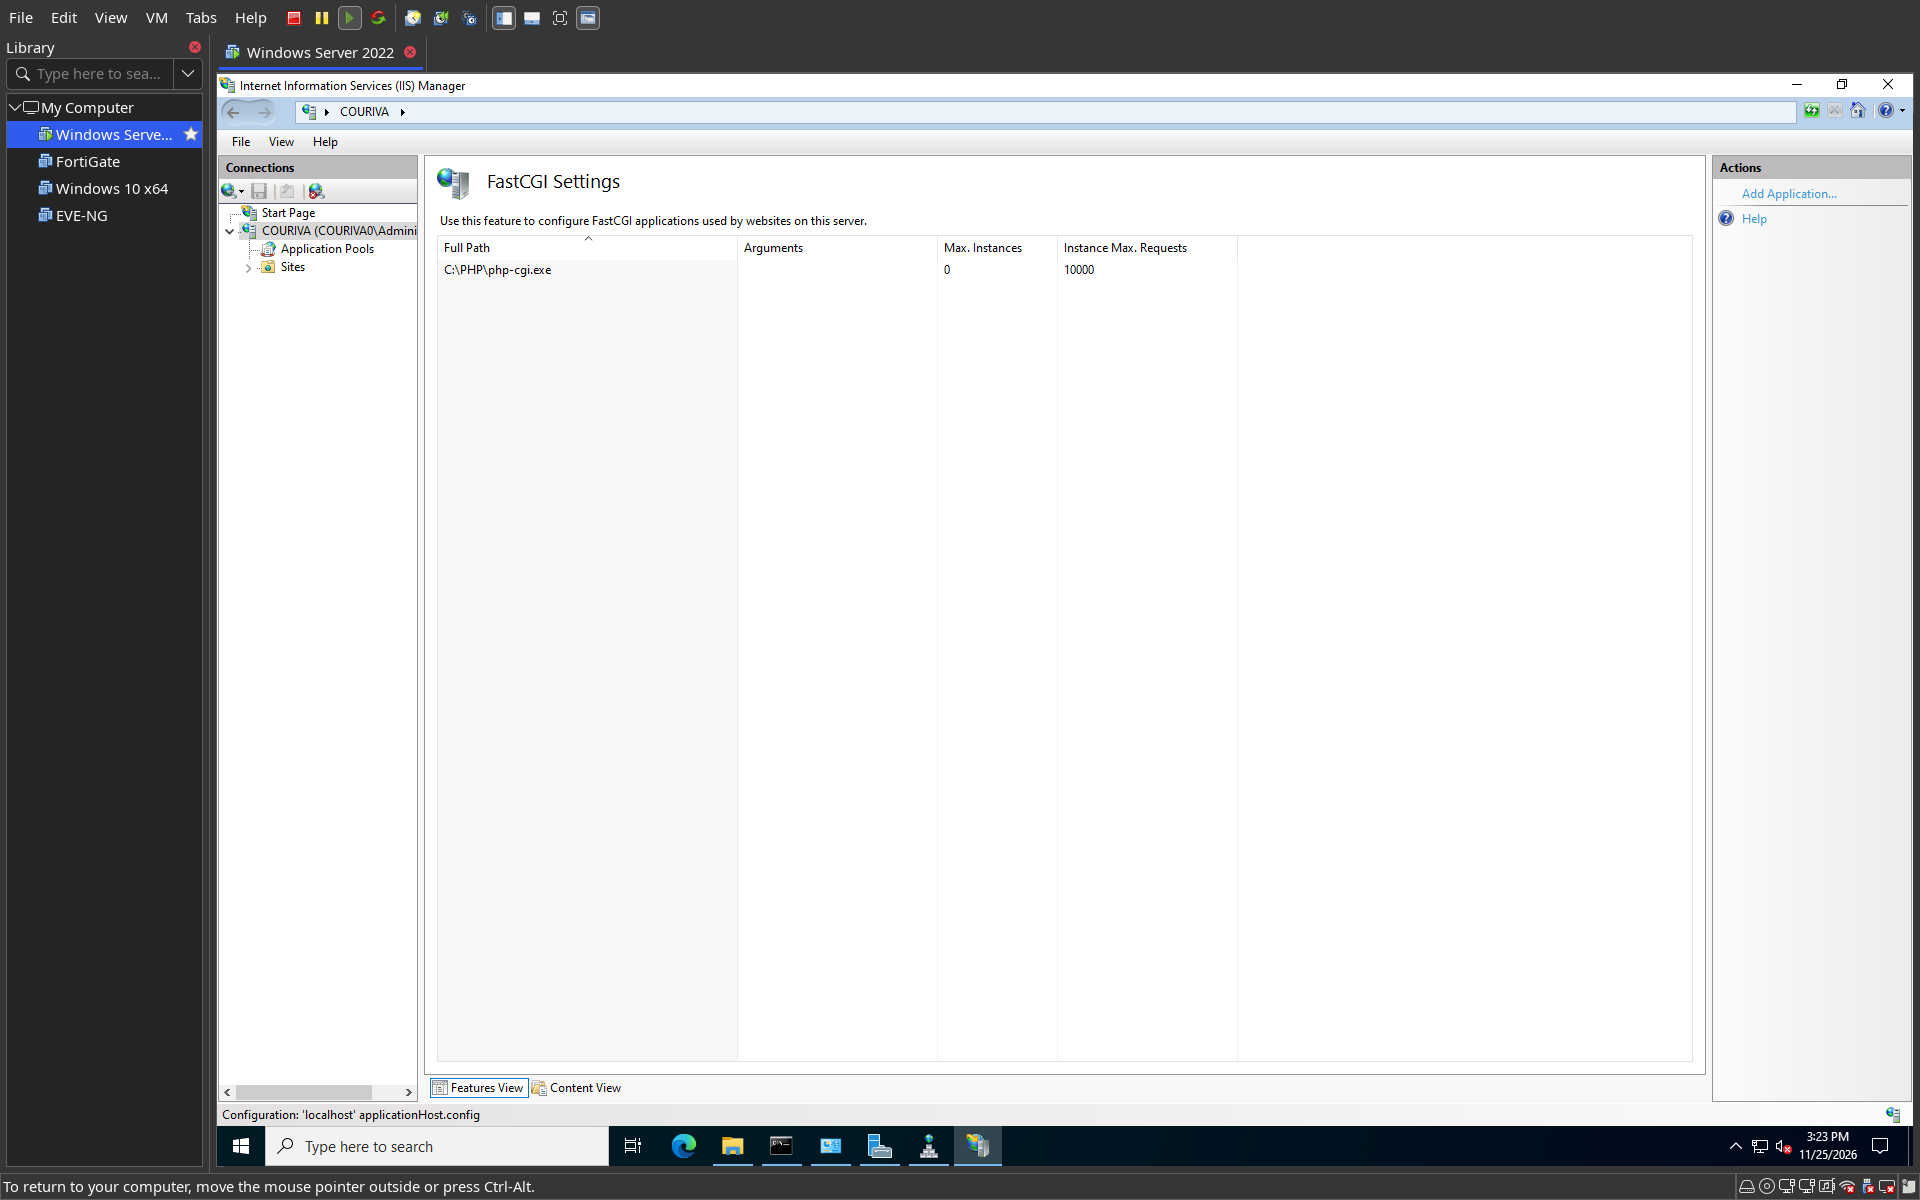 File Edit View VM Tabs Help
Library
Windows Server 2022
Type here to sea...
My Computer
Windows Serve...
FortiGate
Windows 10 x64
EVE-NG
Internet Information Services (IIS) Manager
COURIVA
File View Help
Connections
Start Page
COURIVA (COURIVA0\Admini
Application Pools
Sites
FastCGI Settings
Use this feature to configure FastCGI applications used by websites on this server.
Full Path Arguments Max. Instances Instance Max. Requests
C:\PHP\php-cgi.exe 0 10000
Actions
Add Application...
Help
Features View Content View
Configuration: 'localhost' applicationHost.config
Type here to search
3:23 PM
11/25/2026
To return to your computer, move the mouse pointer outside or press Ctrl-Alt.